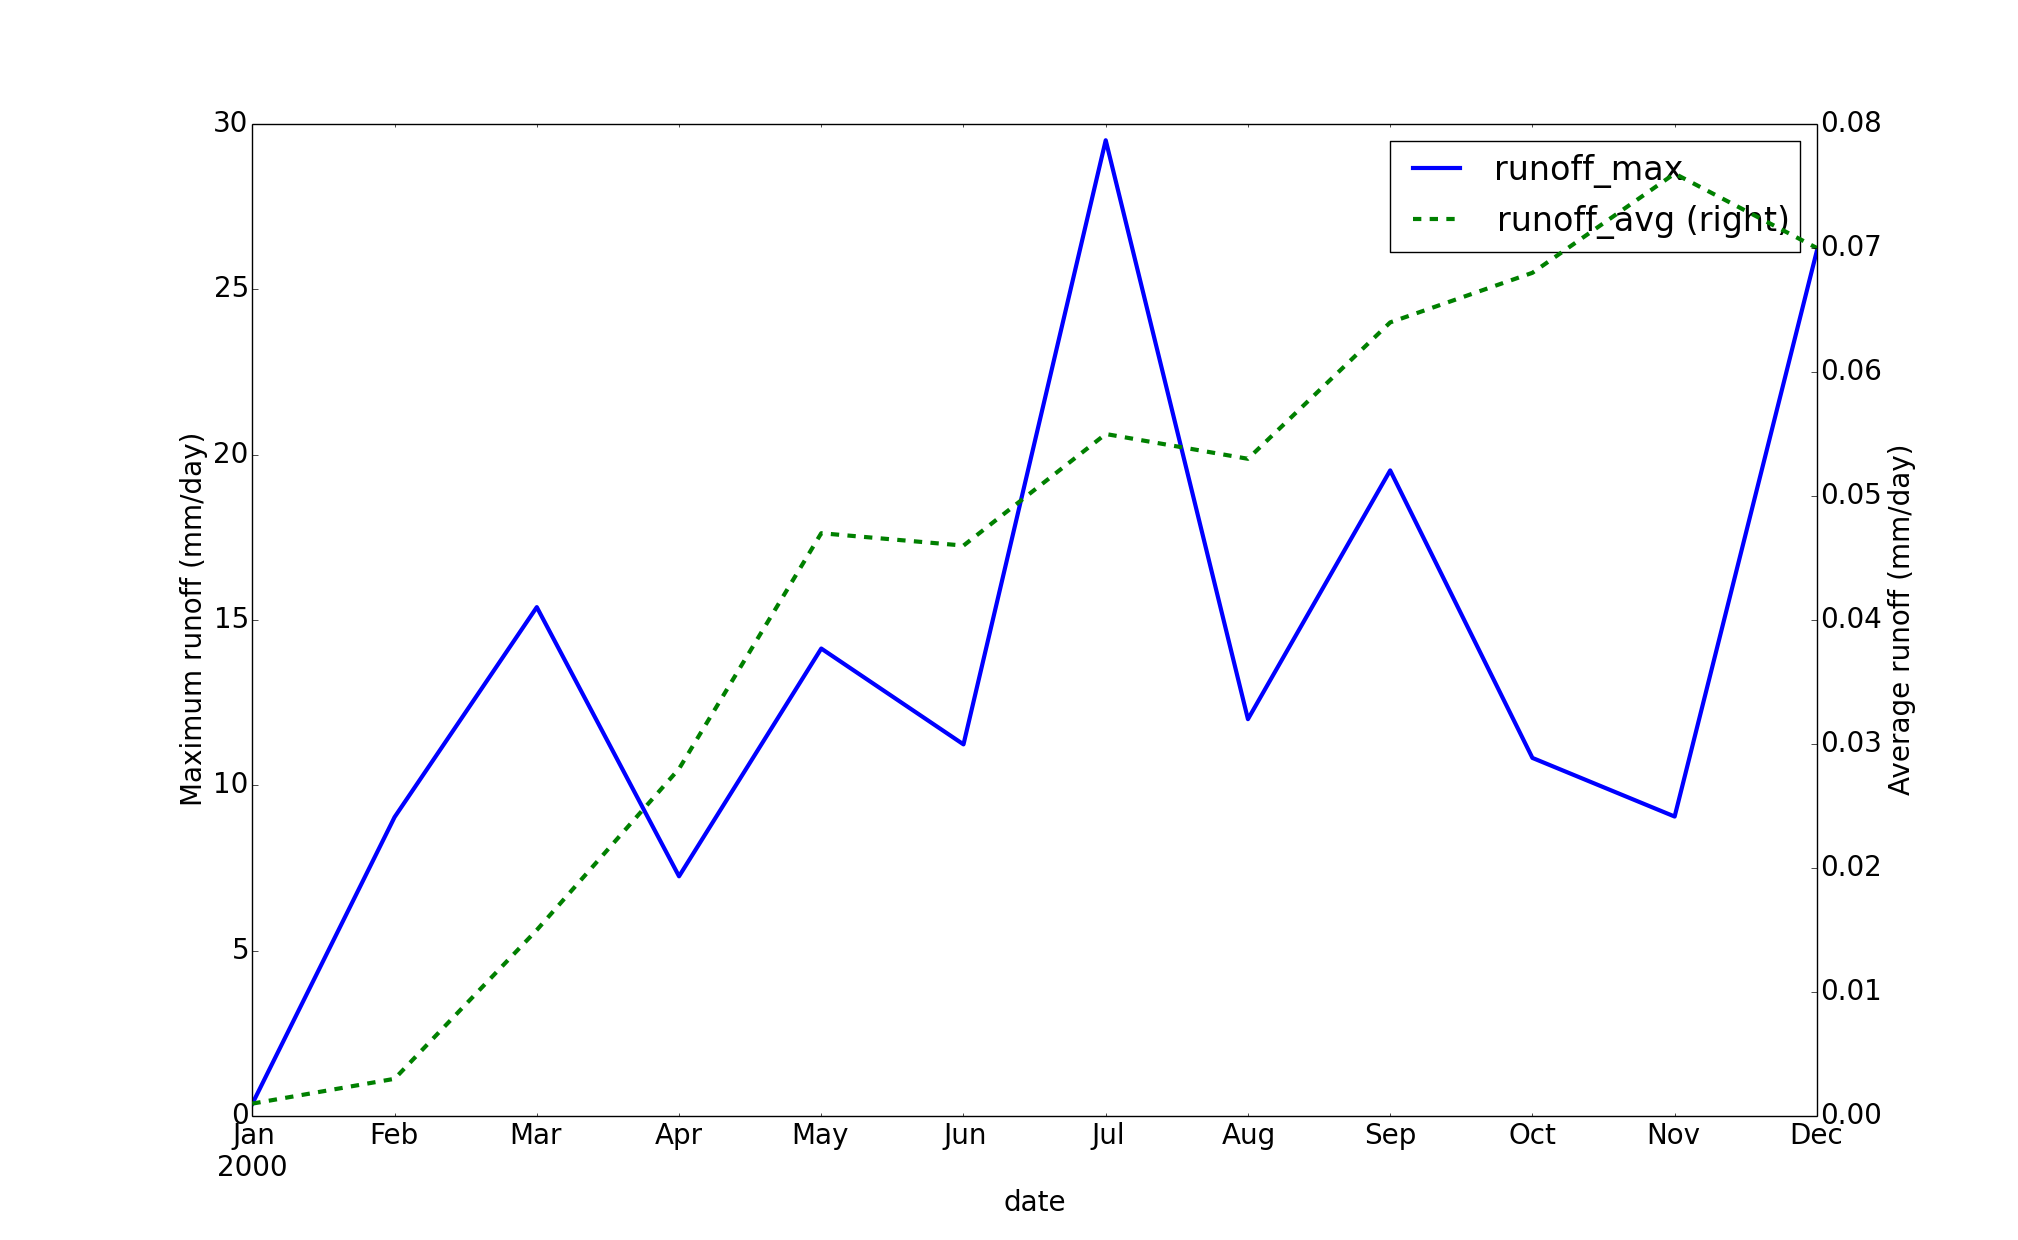 30
25
20
15
10
5
0
Maximum runoff (mm/day)
runoff_max
runoff_avg (right)
0.08
0.07
0.06
0.05
0.04
0.03
0.02
0.01
0.00
Average runoff (mm/day)
Jan Feb Mar Apr May Jun Jul Aug Sep Oct Nov Dec
2000
date